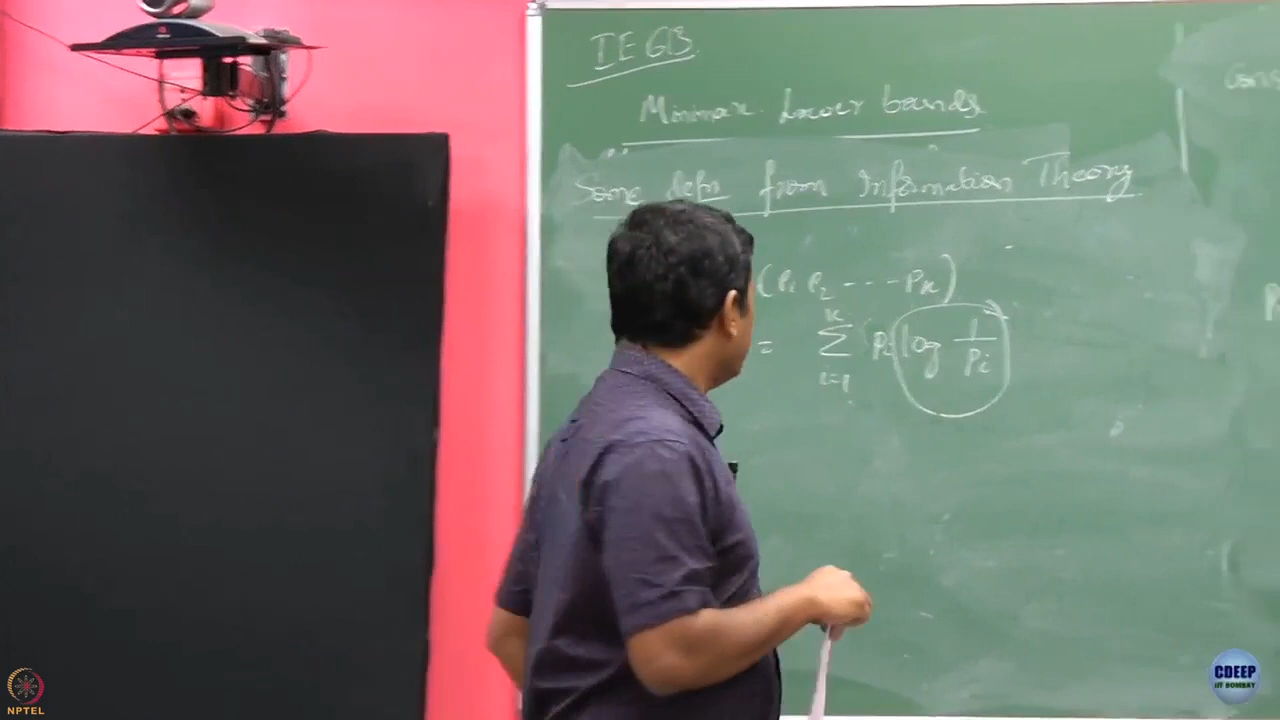 IE 613
Minimax Lower bounds
Some defn from Information Theory
(P1 P2 ---- PK)
= K∑i=1 Pi log 1/Pi
CDEEP
IIT BOMBAY
NPTEL